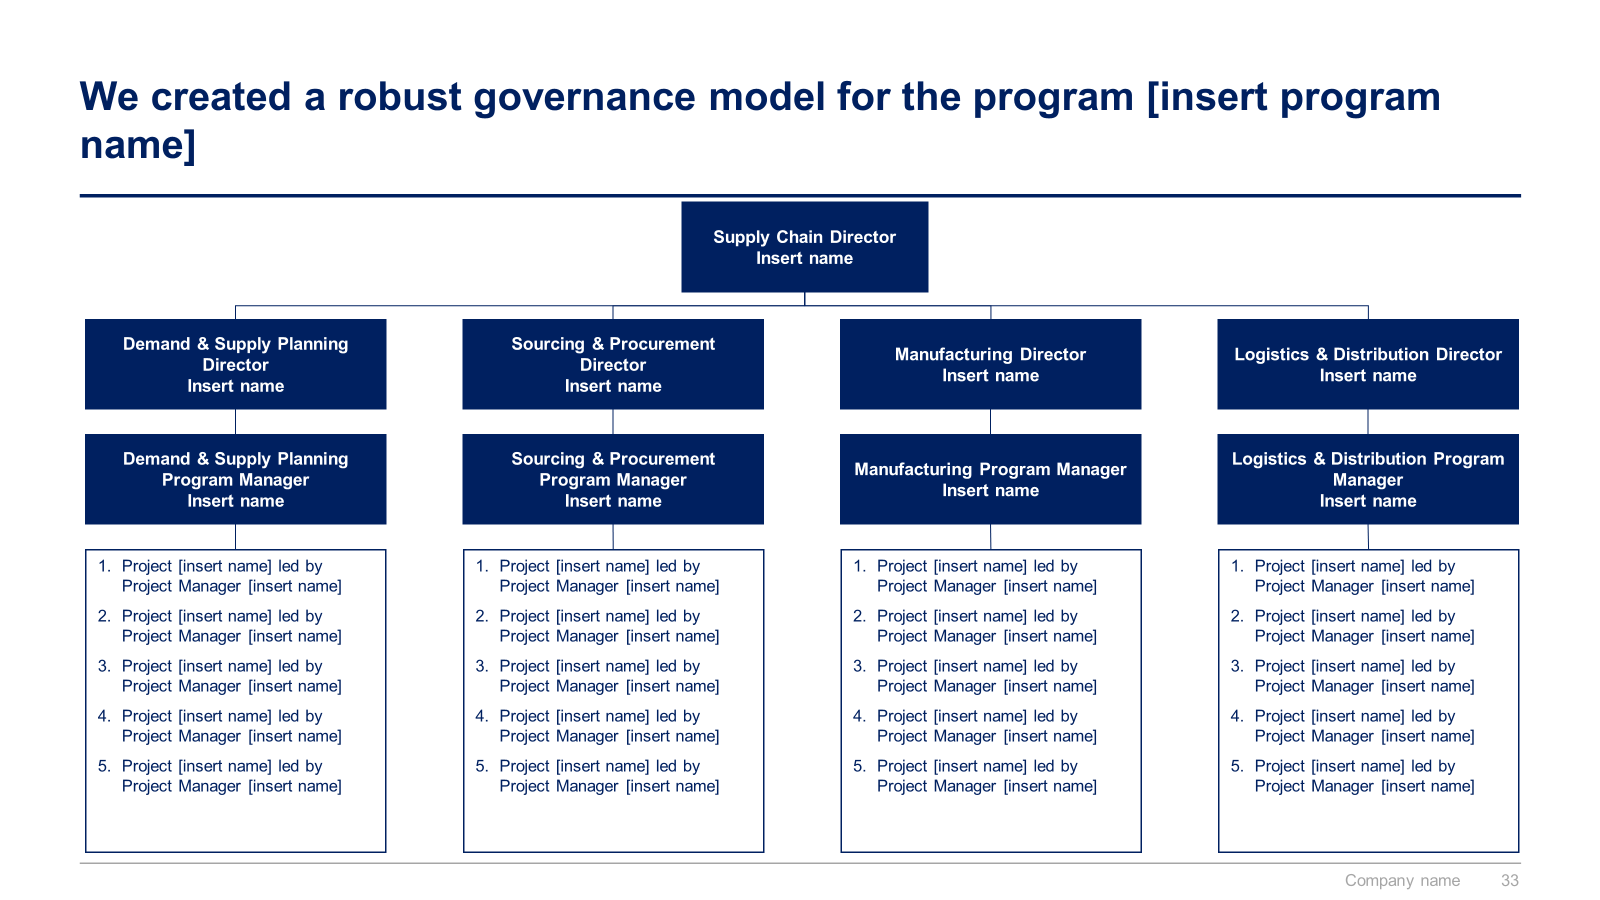 We created a robust governance model for the program [insert program
name]
Supply Chain Director
Insert name
Demand & Supply Planning
Director
Insert name
Sourcing & Procurement
Director
Insert name
Manufacturing Director
Insert name
Logistics & Distribution Director
Insert name
Demand & Supply Planning
Program Manager
Insert name
Sourcing & Procurement
Program Manager
Insert name
Manufacturing Program Manager
Insert name
Logistics & Distribution Program
Manager
Insert name
1. Project [insert name] led by
Project Manager [insert name]
2. Project [insert name] led by
Project Manager [insert name]
3. Project [insert name] led by
Project Manager [insert name]
4. Project [insert name] led by
Project Manager [insert name]
5. Project [insert name] led by
Project Manager [insert name]
1. Project [insert name] led by
Project Manager [insert name]
2. Project [insert name] led by
Project Manager [insert name]
3. Project [insert name] led by
Project Manager [insert name]
4. Project [insert name] led by
Project Manager [insert name]
5. Project [insert name] led by
Project Manager [insert name]
1. Project [insert name] led by
Project Manager [insert name]
2. Project [insert name] led by
Project Manager [insert name]
3. Project [insert name] led by
Project Manager [insert name]
4. Project [insert name] led by
Project Manager [insert name]
5. Project [insert name] led by
Project Manager [insert name]
1. Project [insert name] led by
Project Manager [insert name]
2. Project [insert name] led by
Project Manager [insert name]
3. Project [insert name] led by
Project Manager [insert name]
4. Project [insert name] led by
Project Manager [insert name]
5. Project [insert name] led by
Project Manager [insert name]
Company name 33